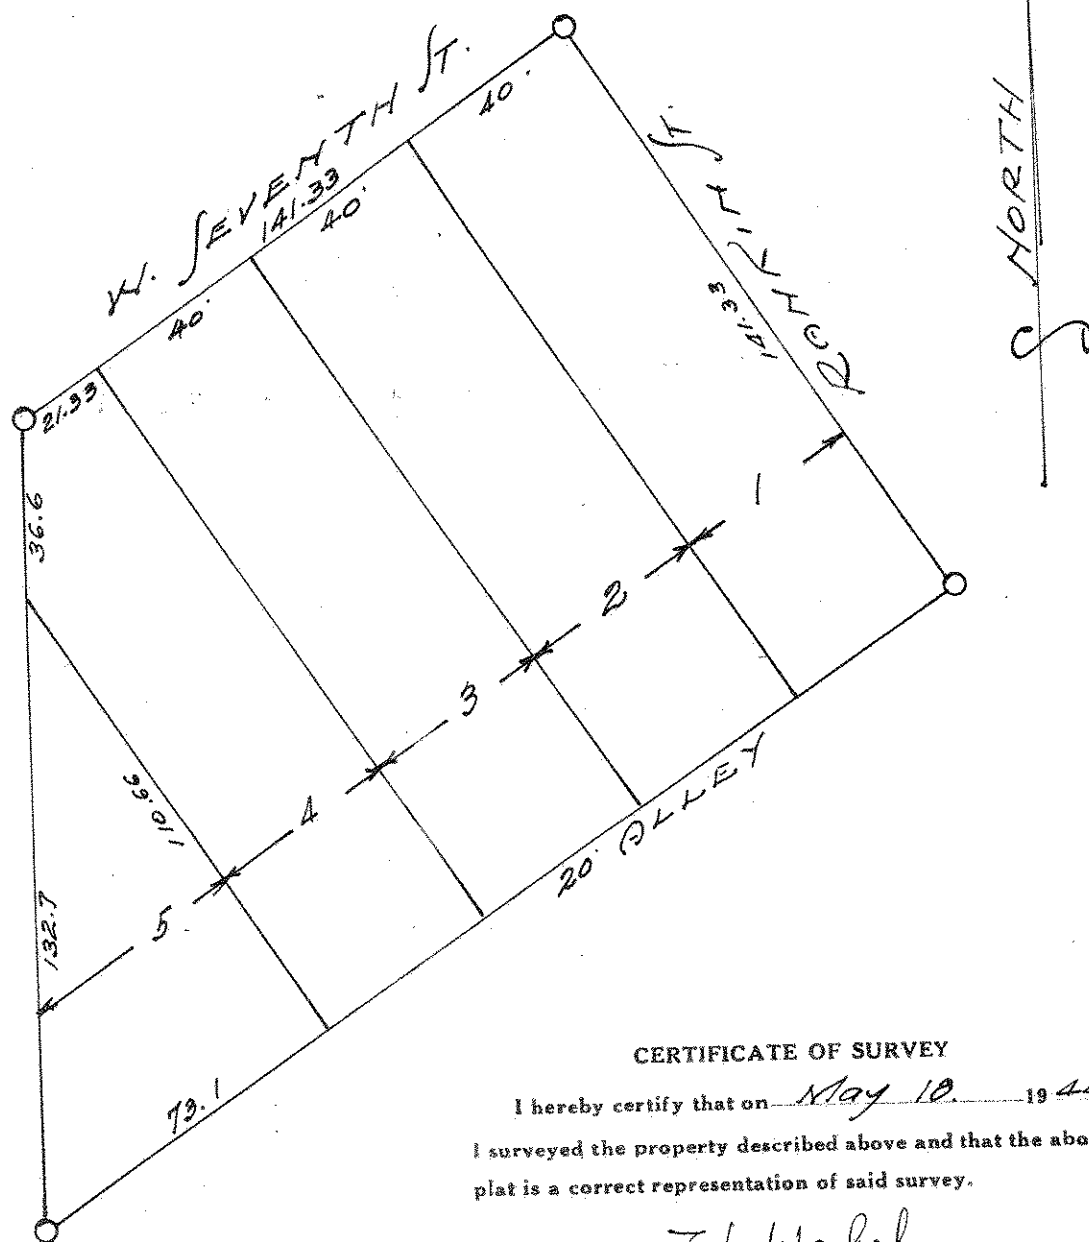 W. SEVENTH ST.
141.33
40'
40'
40'
21.33
RANKIN ST.
141.33
NORTH
36.6
132.7
110.66
1
2
3
4
5
20' ALLEY
73.1
CERTIFICATE OF SURVEY
I hereby certify that on May 18. 19
I surveyed the property described above and that the abo
plat is a correct representation of said survey.